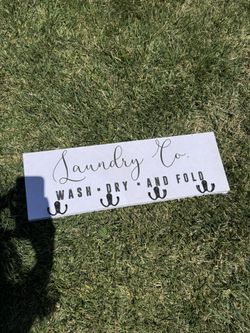 Laundry Co.
WASH • DRY • AND FOLD